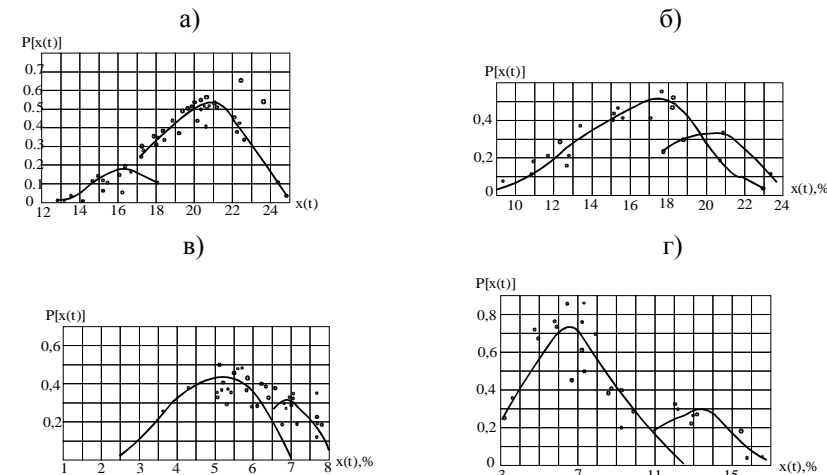 а)
P[x(t)]
0.7
0.6
0.5
0.4
0.3
0.2
0.1
0
12 14 16 18 20 22 24 x(t)
б)
P[x(t)]
0,4
0,2
0
10 12 14 16 18 20 22 24
x(t),%
в)
P[x(t)]
0,6
0,4
0,2
1 2 3 4 5 6 7 8 x(t),%
г)
P[x(t)]
0,8
0,6
0,4
0,2
0
3 7 11 15 x(t),%